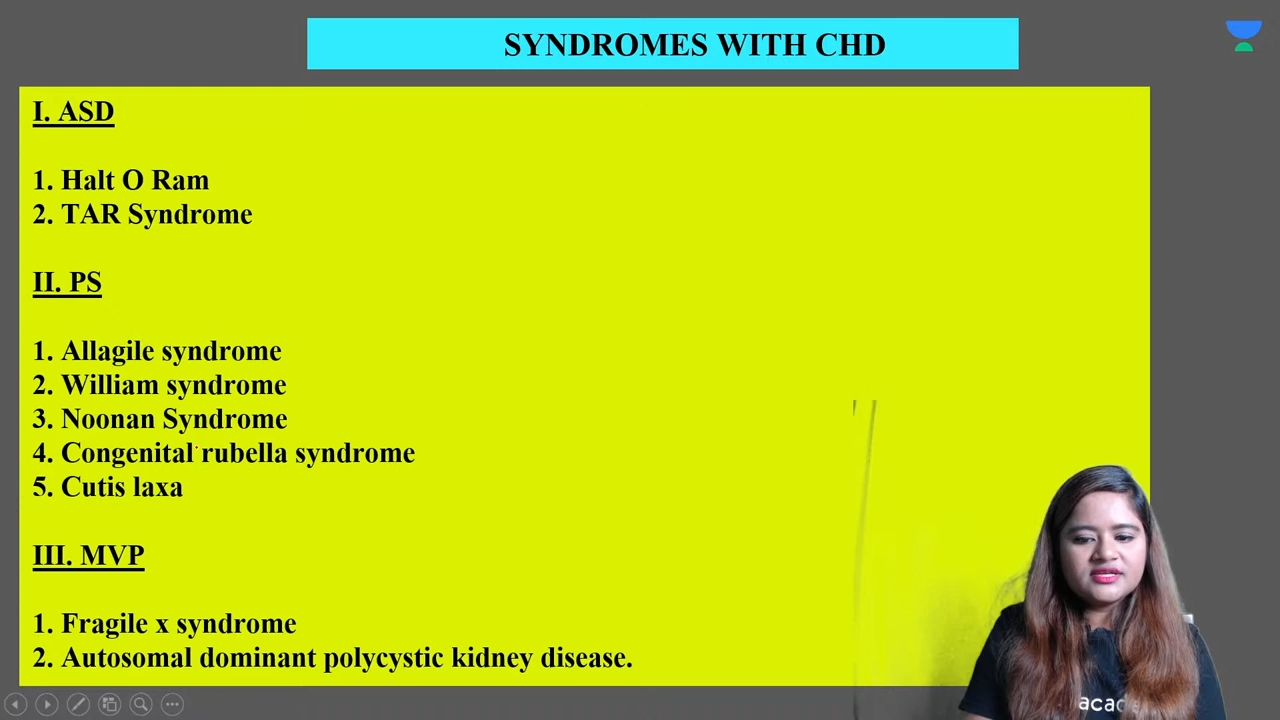 SYNDROMES WITH CHD
I. ASD
1. Halt O Ram
2. TAR Syndrome
II. PS
1. Allagile syndrome
2. William syndrome
3. Noonan Syndrome
4. Congenital rubella syndrome
5. Cutis laxa
III. MVP
1. Fragile x syndrome
2. Autosomal dominant polycystic kidney disease.